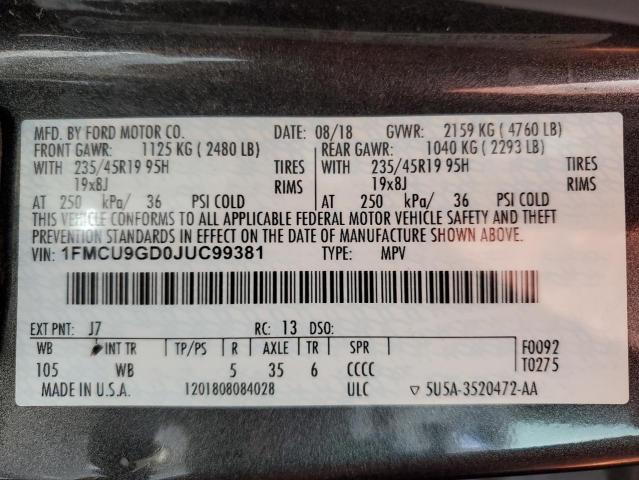 MFD. BY FORD MOTOR CO. DATE: 08/18 GVWR: 2159 KG ( 4760 LB)
FRONT GAWR: 1125 KG ( 2480 LB) REAR GAWR: 1040 KG ( 2293 LB)
WITH 235/45R19 95H TIRES WITH 235/45R19 95H TIRES
19x8J RIMS 19x8J RIMS
AT 250 kPa/ 36 PSI COLD AT 250 kPa/ 36 PSI COLD
THIS VEHICLE CONFORMS TO ALL APPLICABLE FEDERAL MOTOR VEHICLE SAFETY AND THEFT
PREVENTION STANDARDS IN EFFECT ON THE DATE OF MANUFACTURE SHOWN ABOVE.
VIN: 1FMCU9GD0JUC99381 TYPE: MPV
EXT PNT: J7 RC: 13 DSO:
WB INT TR TP/PS R AXLE TR SPR F0092
105 WB 5 35 6 CCCC T0275
MADE IN U.S.A. 1201808084028 ULC ▽ 5U5A-3520472-AA